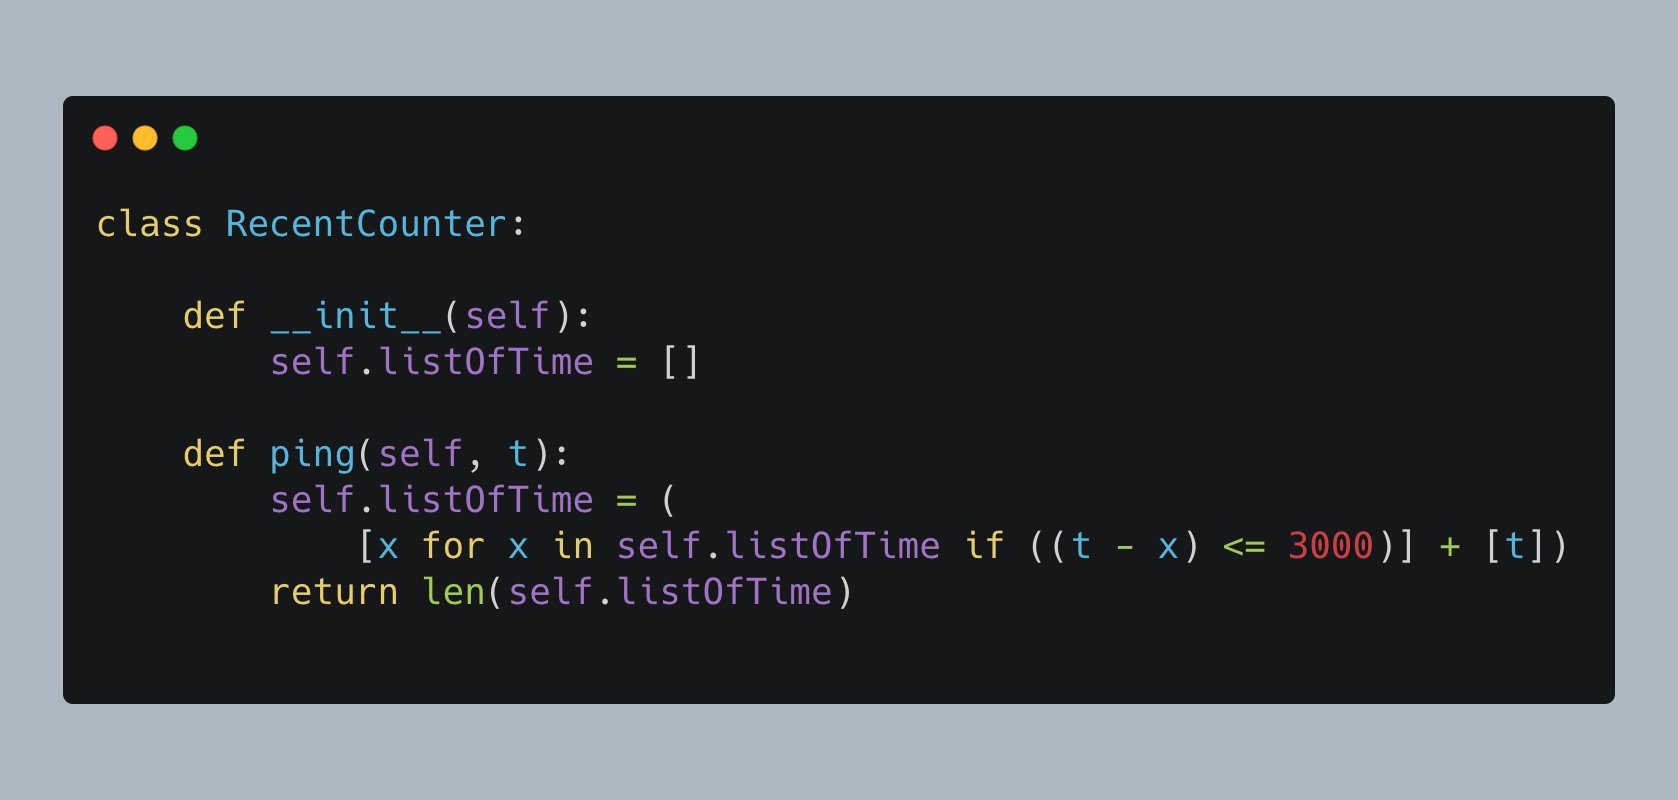 class RecentCounter:
    def __init__(self):
        self.listOfTime = []
    def ping(self, t):
        self.listOfTime = (
            [x for x in self.listOfTime if ((t - x) <= 3000)] + [t])
        return len(self.listOfTime)